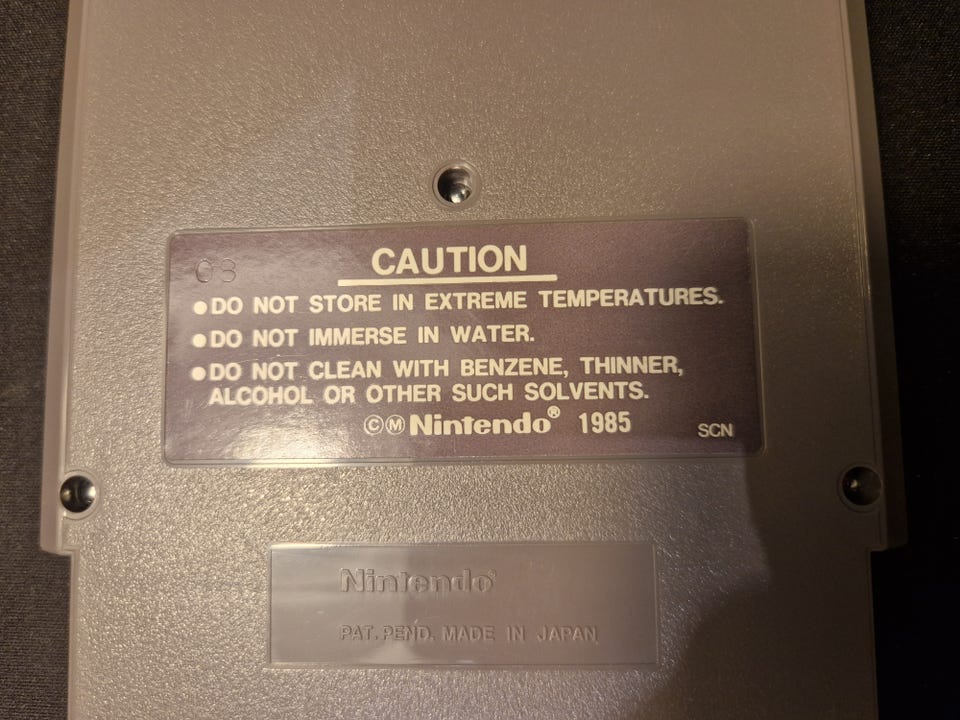 03
CAUTION
●DO NOT STORE IN EXTREME TEMPERATURES.
●DO NOT IMMERSE IN WATER.
●DO NOT CLEAN WITH BENZENE, THINNER,
ALCOHOL OR OTHER SUCH SOLVENTS.
©Ⓜ Nintendo® 1985
SCN
Nintendo®
PAT. PEND. MADE IN JAPAN